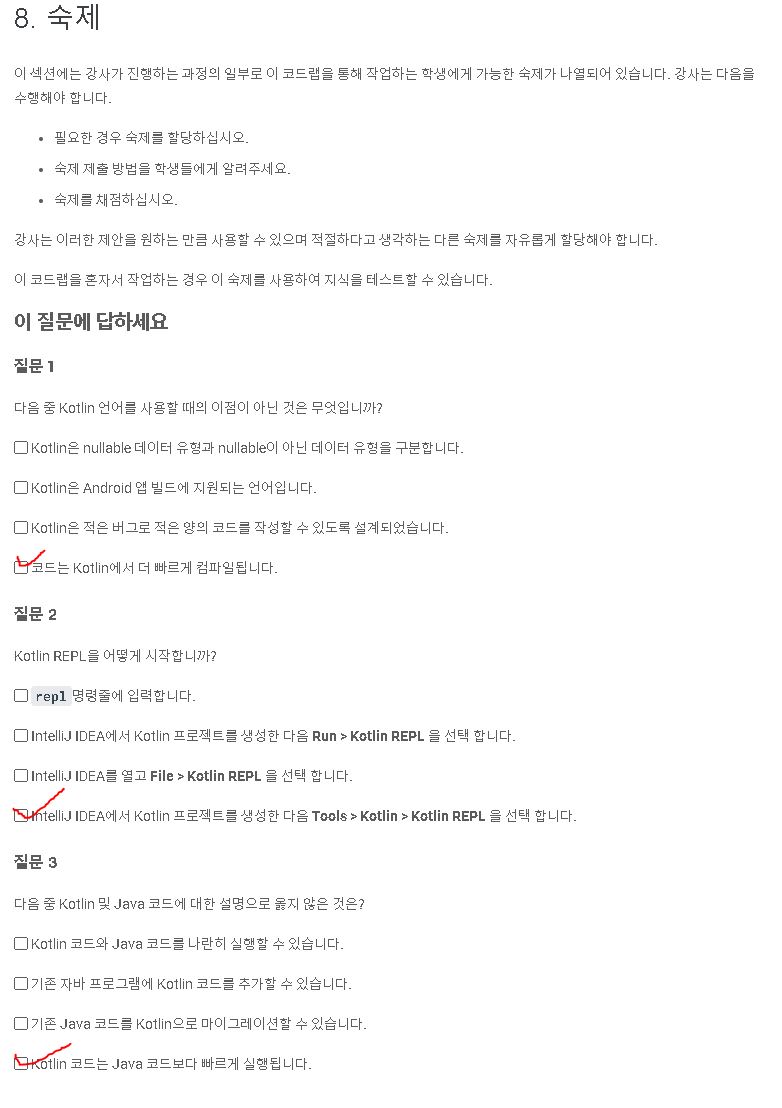 8. 숙제
이 섹션에는 강사가 진행하는 과정의 일부로 이 코드랩을 통해 작업하는 학생에게 가능한 숙제가 나열되어 있습니다. 강사는 다음을
수행해야 합니다.
필요한 경우 숙제를 할당하십시오.
숙제 제출 방법을 학생들에게 알려주세요.
숙제를 채점하십시오.
강사는 이러한 제안을 원하는 만큼 사용할 수 있으며 적절하다고 생각하는 다른 숙제를 자유롭게 할당해야 합니다.
이 코드랩을 혼자서 작업하는 경우 이 숙제를 사용하여 지식을 테스트할 수 있습니다.
이 질문에 답하세요
질문 1
다음 중 Kotlin 언어를 사용할 때의 이점이 아닌 것은 무엇입니까?
Kotlin은 nullable 데이터 유형과 nullable이 아닌 데이터 유형을 구분합니다.
Kotlin은 Android 앱 빌드에 지원되는 언어입니다.
Kotlin은 적은 버그로 적은 양의 코드를 작성할 수 있도록 설계되었습니다.
코드는 Kotlin에서 더 빠르게 컴파일됩니다.
질문 2
Kotlin REPL을 어떻게 시작합니까?
repl 명령줄에 입력합니다.
IntelliJ IDEA에서 Kotlin 프로젝트를 생성한 다음 Run > Kotlin REPL 을 선택 합니다.
IntelliJ IDEA를 열고 File > Kotlin REPL 을 선택 합니다.
IntelliJ IDEA에서 Kotlin 프로젝트를 생성한 다음 Tools > Kotlin > Kotlin REPL 을 선택 합니다.
질문 3
다음 중 Kotlin 및 Java 코드에 대한 설명으로 옳지 않은 것은?
Kotlin 코드와 Java 코드를 나란히 실행할 수 있습니다.
기존 자바 프로그램에 Kotlin 코드를 추가할 수 있습니다.
기존 Java 코드를 Kotlin으로 마이그레이션할 수 있습니다.
Kotlin 코드는 Java 코드보다 빠르게 실행됩니다.